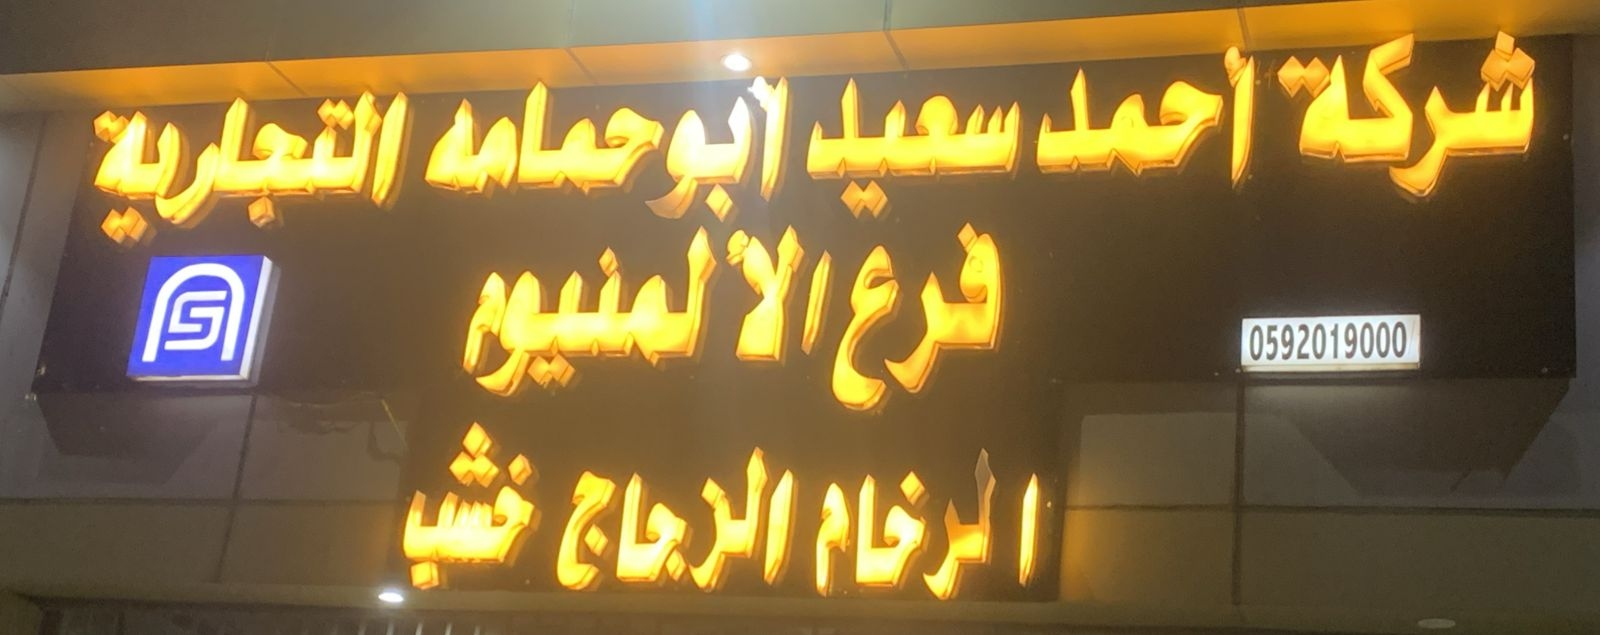 شركة أحمد سعيد أبوحمامه التجارية
فرع الألمنيوم
0592019000
الرخام الزجاج خشب